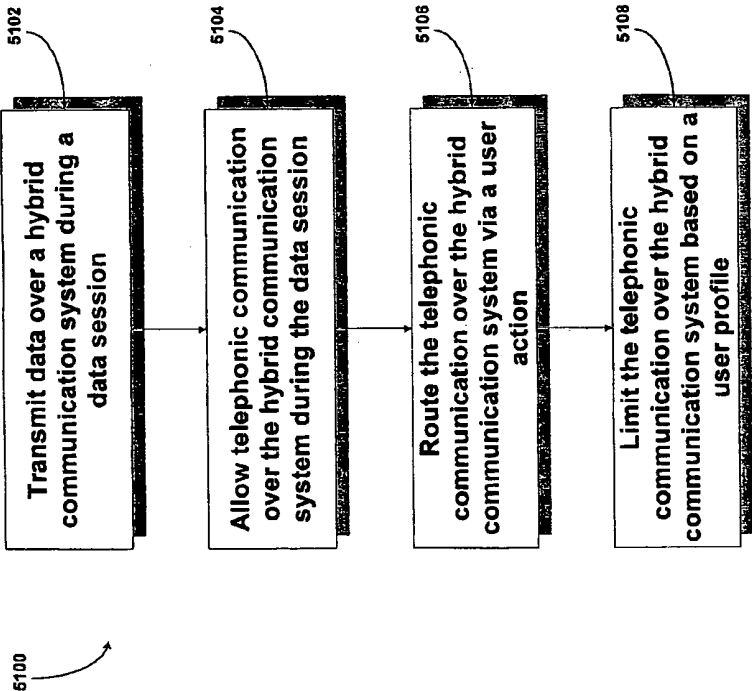 5100
5102
Transmit data over a hybrid
communication system during a
data session
5104
Allow telephonic communication
over the hybrid communication
system during the data session
5106
Route the telephonic
communication over the hybrid
communication system via a user
action
5108
Limit the telephonic
communication over the hybrid
communication system based on a
user profile